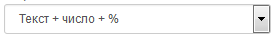 Текст + число + %